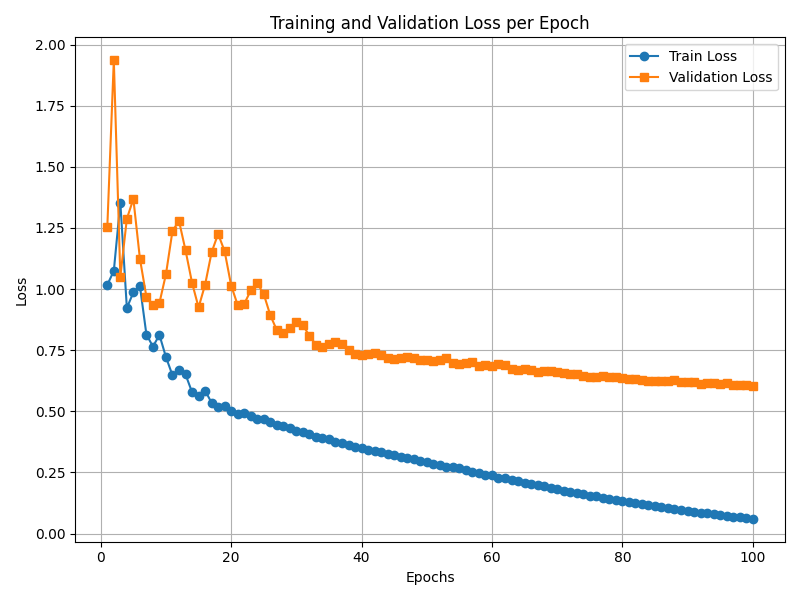 Training and Validation Loss per Epoch
Train Loss
Validation Loss
2.00
1.75
1.50
1.25
1.00
0.75
0.50
0.25
0.00
Loss
0 20 40 60 80 100
Epochs